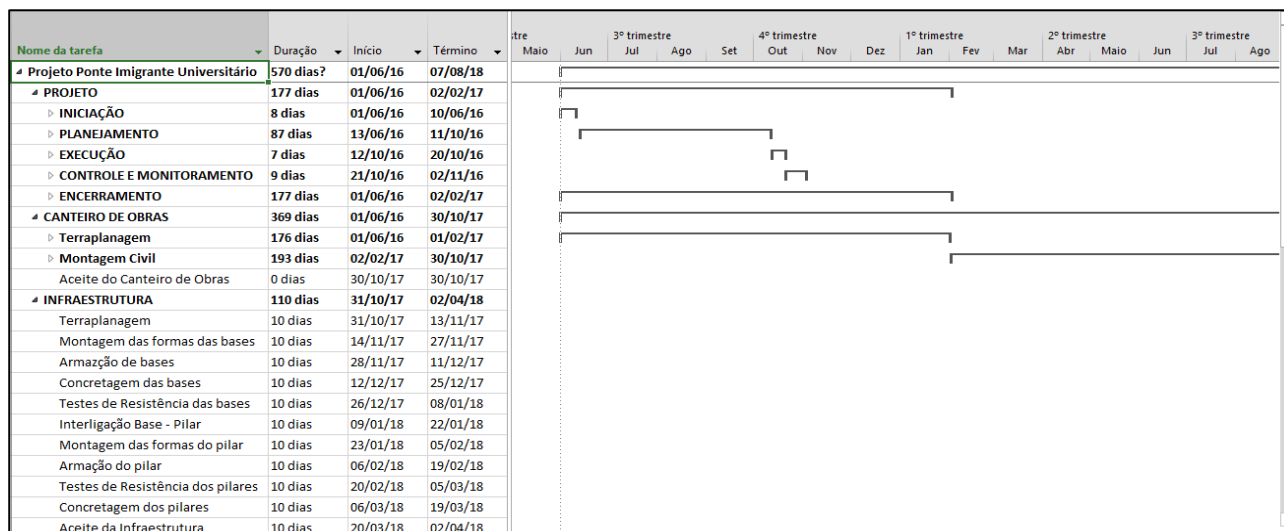 stre 3º trimestre 4º trimestre 1º trimestre 2º trimestre 3º trimestre
Nome da tarefa Duração Início Término Maio Jun Jul Ago Set Out Nov Dez Jan Fev Mar Abr Maio Jun Jul Ago
Projeto Ponte Imigrante Universitário 570 dias? 01/06/16 07/08/18
PROJETO 177 dias 01/06/16 02/02/17
INICIAÇÃO 8 dias 01/06/16 10/06/16
PLANEJAMENTO 87 dias 13/06/16 11/10/16
EXECUÇÃO 7 dias 12/10/16 20/10/16
CONTROLE E MONITORAMENTO 9 dias 21/10/16 02/11/16
ENCERRAMENTO 177 dias 01/06/16 02/02/17
CANTEIRO DE OBRAS 369 dias 01/06/16 30/10/17
Terraplanagem 176 dias 01/06/16 01/02/17
Montagem Civil 193 dias 02/02/17 30/10/17
Aceite do Canteiro de Obras 0 dias 30/10/17 30/10/17
INFRAESTRUTURA 110 dias 31/10/17 02/04/18
Terraplanagem 10 dias 31/10/17 13/11/17
Montagem das formas das bases 10 dias 14/11/17 27/11/17
Armazção de bases 10 dias 28/11/17 11/12/17
Concretagem das bases 10 dias 12/12/17 25/12/17
Testes de Resistência das bases 10 dias 26/12/17 08/01/18
Interligação Base - Pilar 10 dias 09/01/18 22/01/18
Montagem das formas do pilar 10 dias 23/01/18 05/02/18
Armação do pilar 10 dias 06/02/18 19/02/18
Testes de Resistência dos pilares 10 dias 20/02/18 05/03/18
Concretagem dos pilares 10 dias 06/03/18 19/03/18
Aceite da Infraestrutura 10 dias 20/03/18 02/04/18